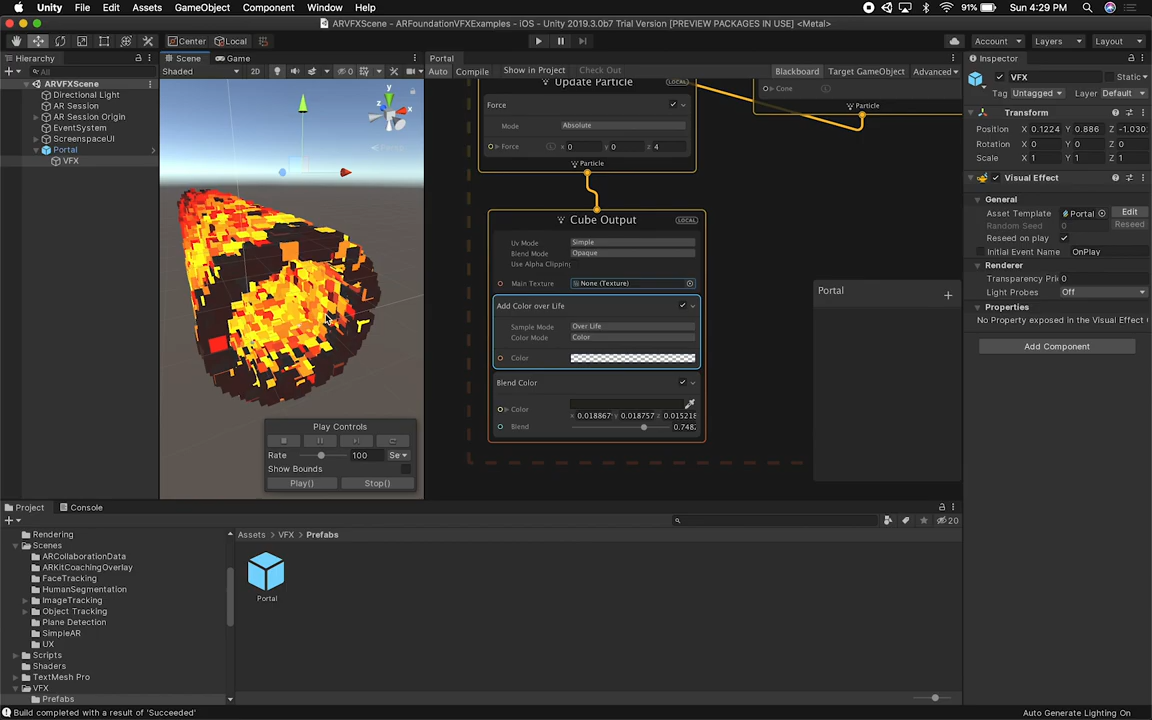 Unity File Edit Assets GameObject Component Window Help 91% Sun 4:29 PM
ARVFXScene - ARFoundationVFXExamples - iOS - Unity 2019.3.0b7 Trial Version [PREVIEW PACKAGES IN USE] <Metal>
Center Local Account Layers Layout
Hierarchy
All
ARVFXScene
Directional Light
AR Session
AR Session Origin
EventSystem
ScreenspaceUI
Portal
VFX
Scene Game
Shaded 2D 0
y
z
x
Persp
Play Controls
Rate 100 Se
Show Bounds
Play() Stop()
Portal
Auto Compile Show in Project Check Out Blackboard Target GameObject Advanced
Update Particle LOCAL
Force
Mode Absolute
Force L x 0 y 0 z 4
Particle
Cone
Particle
Cube Output LOCAL
Uv Mode Simple
Blend Mode Opaque
Use Alpha Clipping
Main Texture None (Texture)
Add Color over Life
Sample Mode Over Life
Color Mode Color
Color
Blend Color
Color
x 0.01886 y 0.018757 z 0.015218
Blend 0.748
Portal
+
Inspector
VFX Static
Tag Untagged Layer Default
Transform
Position X 0.1224 Y 0.886 Z -1.030
Rotation X 0 Y 0 Z 0
Scale X 1 Y 1 Z 1
Visual Effect
General
Asset Template Portal Edit
Random Seed 0 Reseed
Reseed on play
Initial Event Name OnPlay
Renderer
Transparency Pri 0
Light Probes Off
Properties
No Property exposed in the Visual Effect
Add Component
Project Console
20
Rendering
Scenes
ARCollaborationData
ARKitCoachingOverlay
FaceTracking
HumanSegmentation
ImageTracking
Object Tracking
Plane Detection
SimpleAR
UX
Scripts
Shaders
TextMesh Pro
VFX
Prefabs
Assets > VFX > Prefabs
Portal
Build completed with a result of 'Succeeded'
Auto Generate Lighting On